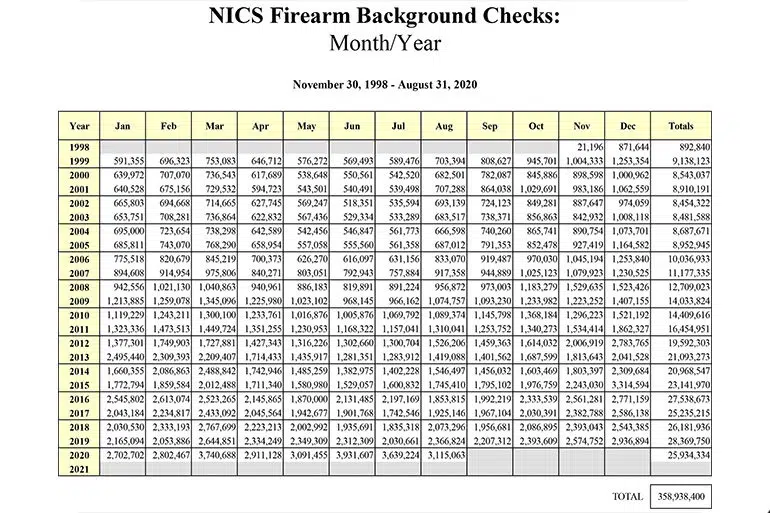 NICS Firearm Background Checks:
Month/Year
November 30, 1998 - August 31, 2020
Year Jan Feb Mar Apr May Jun Jul Aug Sep Oct Nov Dec Totals
1998 21,196 871,644 892,840
1999 591,355 696,323 753,083 646,712 576,272 569,493 589,476 703,394 808,627 945,701 1,004,333 1,253,354 9,138,123
2000 639,972 707,070 736,543 617,689 538,648 550,561 542,520 682,501 782,087 845,886 898,598 1,000,962 8,543,037
2001 640,528 675,156 729,532 594,723 543,501 540,491 539,498 707,288 864,038 1,029,691 983,186 1,062,559 8,910,191
2002 665,803 694,668 714,665 627,745 569,247 518,351 535,594 693,139 724,123 849,281 887,647 974,059 8,454,322
2003 653,751 708,281 736,864 622,832 567,436 529,334 533,289 683,517 738,371 856,863 842,932 1,008,118 8,481,588
2004 695,000 723,654 738,298 642,589 542,456 546,847 561,773 666,598 740,260 865,741 890,754 1,073,701 8,687,671
2005 685,811 743,070 768,290 658,954 557,058 555,560 561,358 687,012 791,353 852,478 927,419 1,164,582 8,952,945
2006 775,518 820,679 845,219 700,373 626,270 616,097 631,156 833,070 919,487 970,030 1,045,194 1,253,840 10,036,933
2007 894,608 914,954 975,806 840,271 803,051 792,943 757,884 917,358 944,889 1,025,123 1,079,923 1,230,525 11,177,335
2008 942,556 1,021,130 1,040,863 940,961 886,183 819,891 891,224 956,872 973,003 1,183,279 1,529,635 1,523,426 12,709,023
2009 1,213,885 1,259,078 1,345,096 1,225,980 1,023,102 968,145 966,162 1,074,757 1,093,230 1,233,982 1,223,252 1,407,155 14,033,824
2010 1,119,229 1,243,211 1,300,100 1,233,761 1,016,876 1,005,876 1,069,792 1,089,374 1,145,798 1,368,184 1,296,223 1,521,192 14,409,616
2011 1,323,336 1,473,513 1,449,724 1,351,255 1,230,953 1,168,322 1,157,041 1,310,041 1,253,752 1,340,273 1,534,414 1,862,327 16,454,951
2012 1,377,301 1,749,903 1,727,881 1,427,343 1,316,226 1,302,660 1,300,704 1,526,206 1,459,363 1,614,032 2,006,919 2,783,765 19,592,303
2013 2,495,440 2,309,393 2,209,407 1,714,433 1,435,917 1,281,351 1,283,912 1,419,088 1,401,562 1,687,599 1,813,643 2,041,528 21,093,273
2014 1,660,355 2,086,863 2,488,842 1,742,946 1,485,259 1,382,975 1,402,228 1,546,497 1,456,032 1,603,469 1,803,397 2,309,684 20,968,547
2015 1,772,794 1,859,584 2,012,488 1,711,340 1,580,980 1,529,057 1,600,832 1,745,410 1,795,102 1,976,759 2,243,030 3,314,594 23,141,970
2016 2,545,802 2,613,074 2,523,265 2,145,865 1,870,000 2,131,485 2,197,169 1,853,815 1,992,219 2,333,539 2,561,281 2,771,159 27,538,673
2017 2,043,184 2,234,817 2,433,092 2,045,564 1,942,677 1,901,768 1,742,546 1,925,146 1,967,104 2,030,391 2,382,788 2,586,138 25,235,215
2018 2,030,530 2,333,193 2,767,699 2,223,213 2,002,992 1,935,691 1,835,318 2,073,296 1,956,681 2,086,895 2,393,043 2,543,385 26,181,936
2019 2,165,094 2,053,886 2,644,851 2,334,249 2,349,309 2,312,309 2,030,661 2,366,824 2,207,312 2,393,609 2,574,752 2,936,894 28,369,750
2020 2,702,702 2,802,467 3,740,688 2,911,128 3,091,455 3,931,607 3,639,224 3,115,063 25,934,334
2021
TOTAL 358,938,400